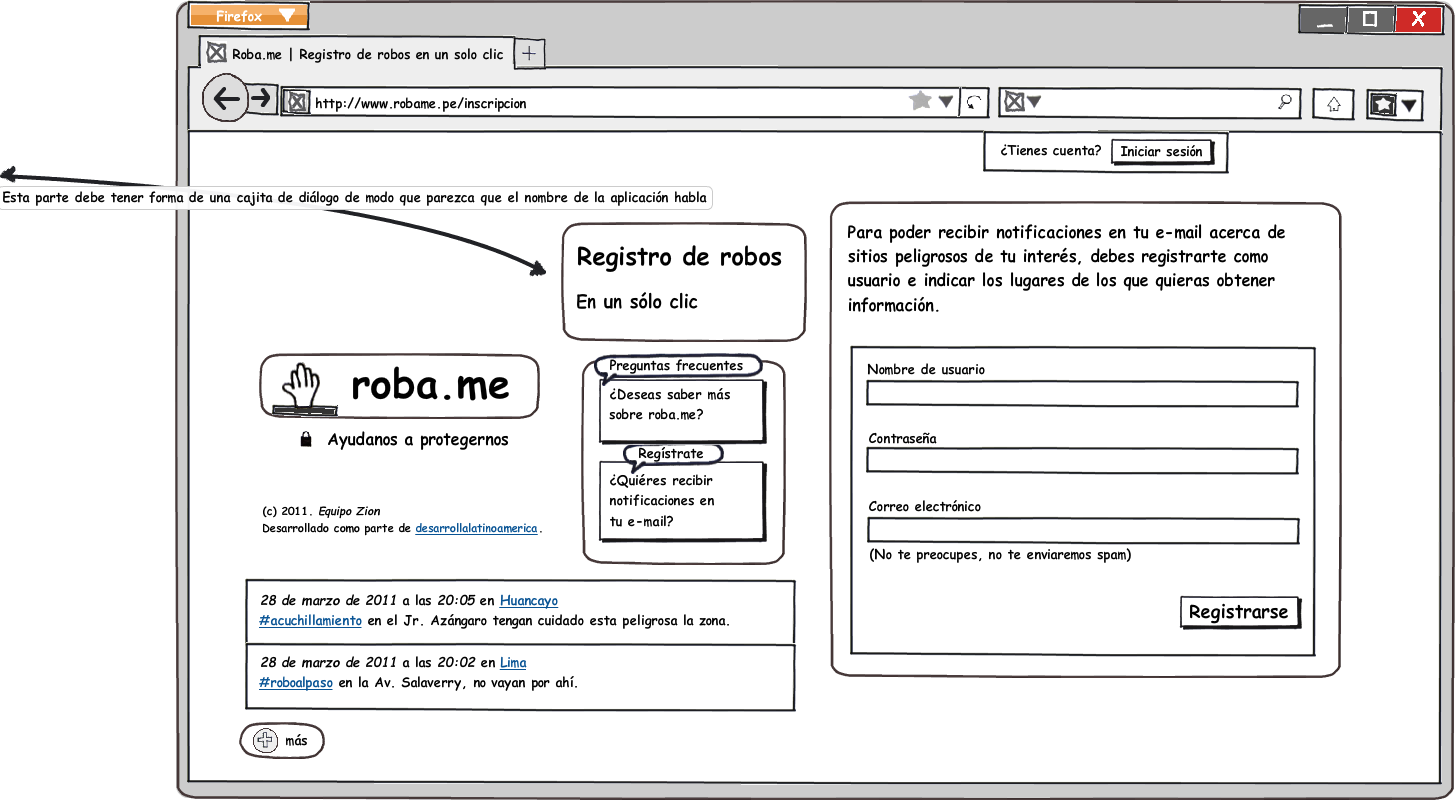 Firefox
Roba.me | Registro de robos en un solo clic
http://www.robame.pe/inscripcion
¿Tienes cuenta? Iniciar sesión
Esta parte debe tener forma de una cajita de diálogo de modo que parezca que el nombre de la aplicación habla
Registro de robos
En un sólo clic
roba.me
Ayudanos a protegernos
(c) 2011. Equipo Zion
Desarrollado como parte de desarrollalatinoamerica.
Preguntas frecuentes
¿Deseas saber más
sobre roba.me?
Regístrate
¿Quiéres recibir
notificaciones en
tu e-mail?
28 de marzo de 2011 a las 20:05 en Huancayo
#acuchillamiento en el Jr. Azángaro tengan cuidado esta peligrosa la zona.
28 de marzo de 2011 a las 20:02 en Lima
#roboalpaso en la Av. Salaverry, no vayan por ahí.
más
Para poder recibir notificaciones en tu e-mail acerca de
sitios peligrosos de tu interés, debes registrarte como
usuario e indicar los lugares de los que quieras obtener
información.
Nombre de usuario
Contraseña
Correo electrónico
(No te preocupes, no te enviaremos spam)
Registrarse